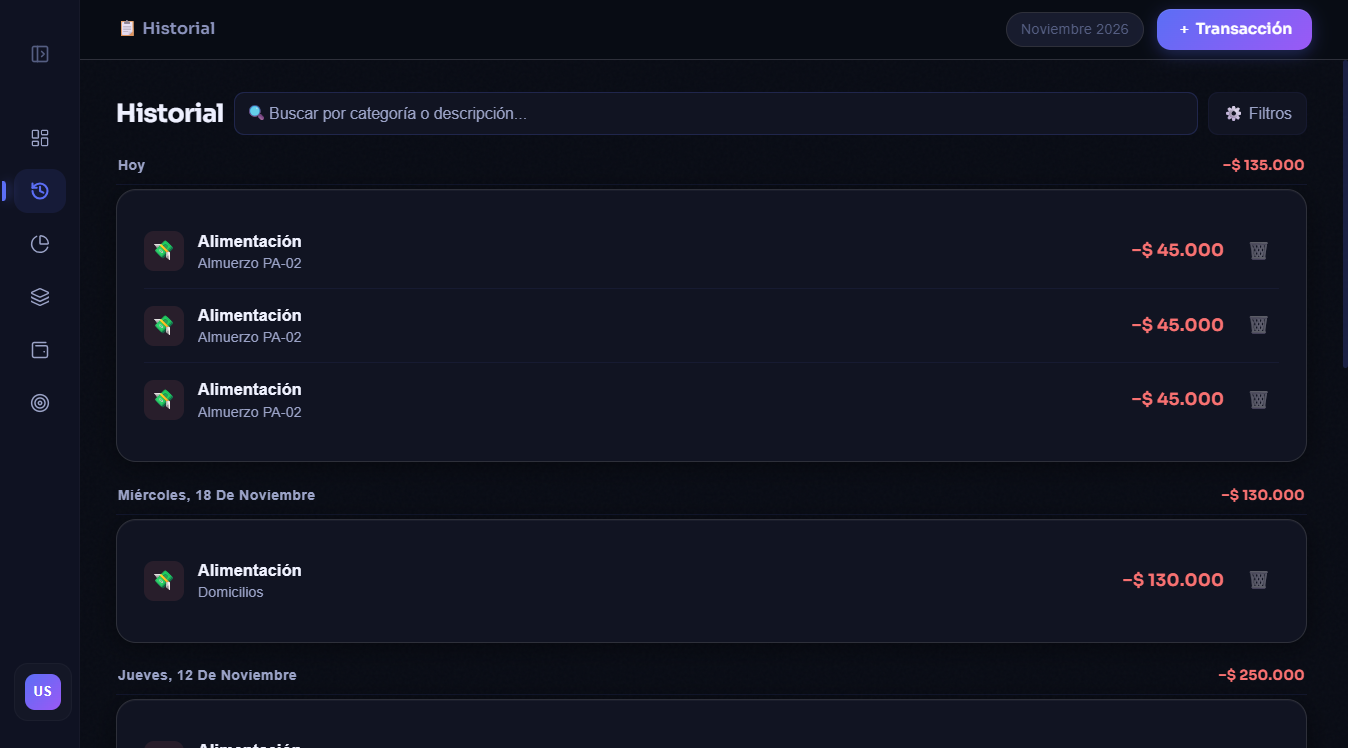 Historial
Noviembre 2026
+ Transacción
Historial
Buscar por categoría o descripción...
Filtros
Hoy
−$ 135.000
Alimentación
Almuerzo PA-02
−$ 45.000
Alimentación
Almuerzo PA-02
−$ 45.000
Alimentación
Almuerzo PA-02
−$ 45.000
Miércoles, 18 De Noviembre
−$ 130.000
Alimentación
Domicilios
−$ 130.000
Jueves, 12 De Noviembre
−$ 250.000
Alimentación
US